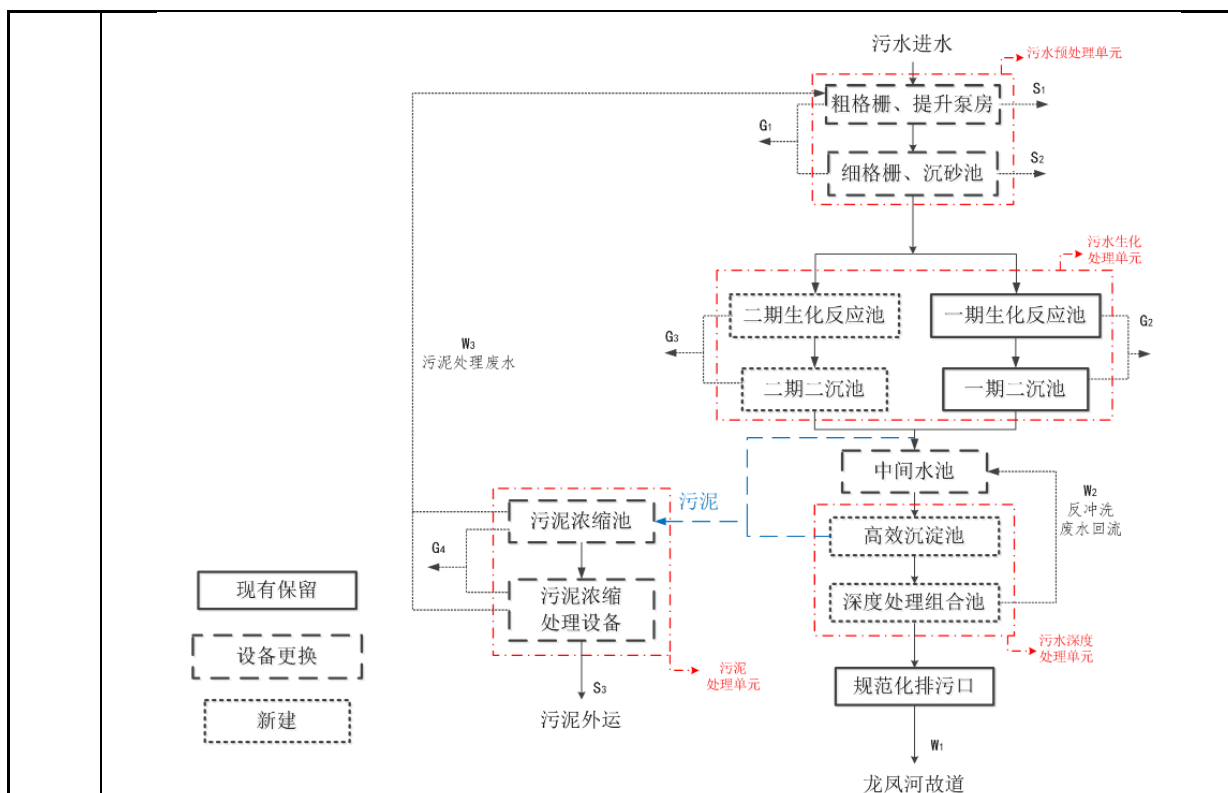 污水进水
污水预处理单元
粗格栅、提升泵房
S1
G1
细格栅、沉砂池
S2
污水生化
处理单元
二期生化反应池
一期生化反应池
G3
G2
W3
污泥处理废水
二期二沉池
一期二沉池
中间水池
W2
反冲洗
废水回流
污泥
污泥浓缩池
高效沉淀池
G4
现有保留
污泥浓缩
处理设备
深度处理组合池
设备更换
污水深度
处理单元
污泥
处理单元
S3
规范化排污口
新建
污泥外运
W1
龙凤河故道